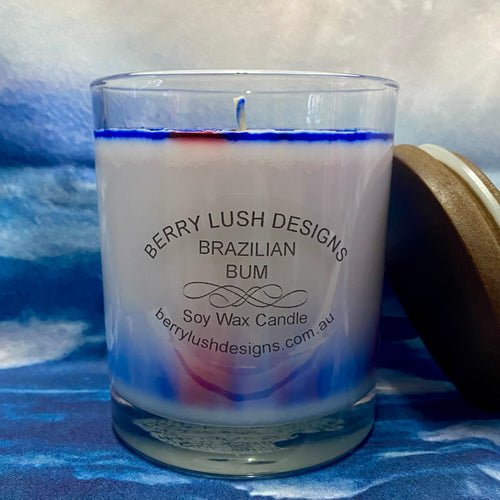 BERRY LUSH DESIGNS
BRAZILIAN
BUM
Soy Wax Candle
berrylushdesigns.com.au